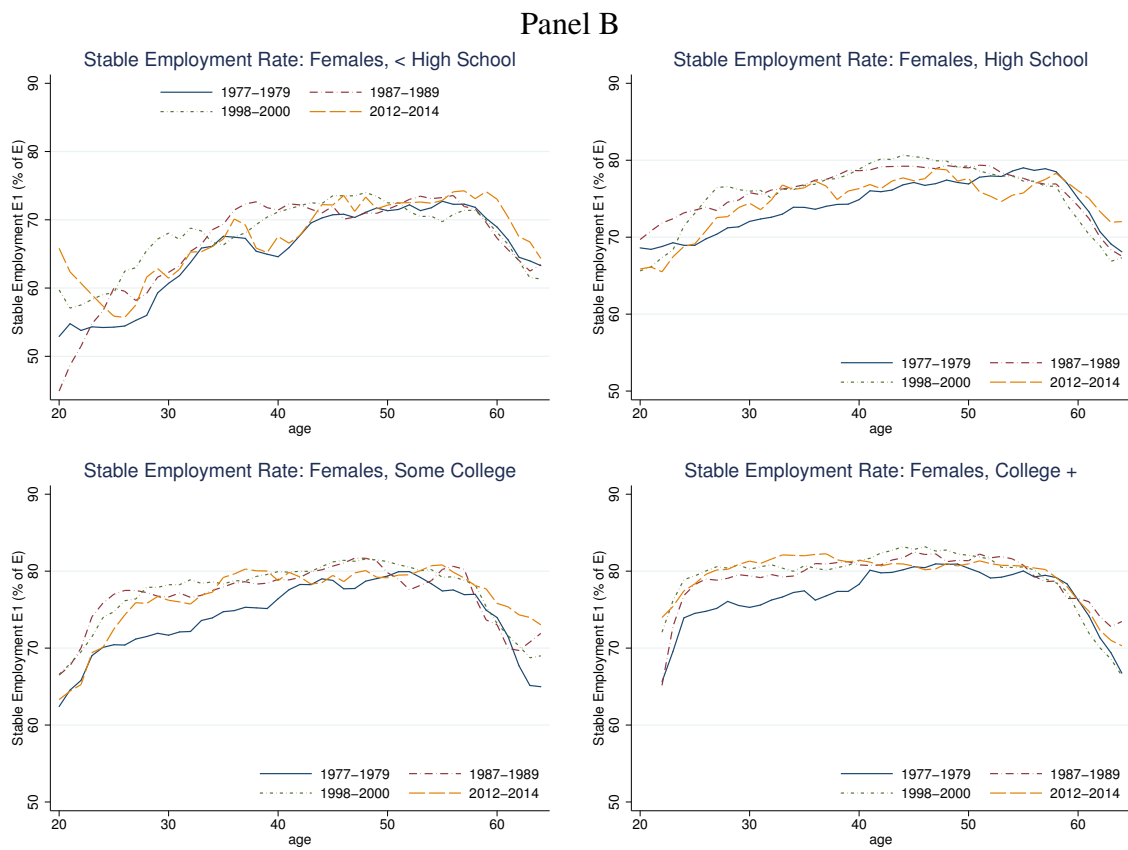 Panel B
Stable Employment Rate: Females, < High School
Stable Employment E1 (% of E)
90
80
70
60
50
1977−1979 1987−1989
1998−2000 2012−2014
20 30 40 50 60
age
Stable Employment Rate: Females, High School
Stable Employment E1 (% of E)
90
80
70
60
50
1977−1979 1987−1989
1998−2000 2012−2014
20 30 40 50 60
age
Stable Employment Rate: Females, Some College
Stable Employment E1 (% of E)
90
80
70
60
50
1977−1979 1987−1989
1998−2000 2012−2014
20 30 40 50 60
age
Stable Employment Rate: Females, College +
Stable Employment E1 (% of E)
90
80
70
60
50
1977−1979 1987−1989
1998−2000 2012−2014
20 30 40 50 60
age